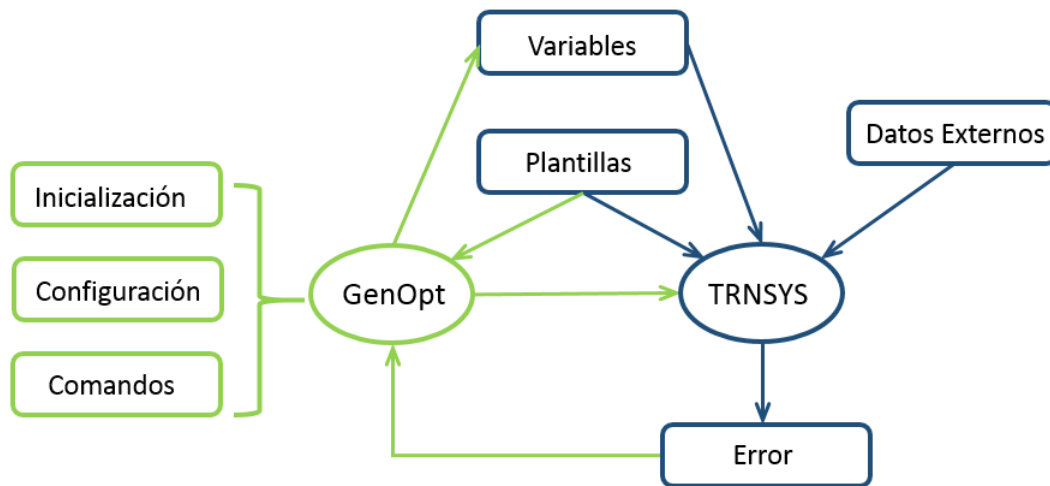 Variables
Plantillas
Datos Externos
Inicialización
Configuración
Comandos
GenOpt
TRNSYS
Error